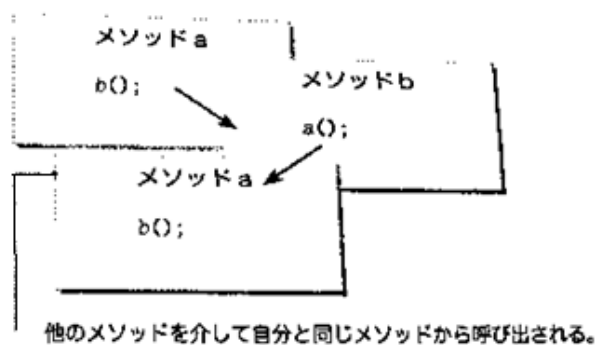 メソッドa
b();
メソッドb
a();
メソッドa
b();
他のメソッドを介して自分と同じメソッドから呼び出される。